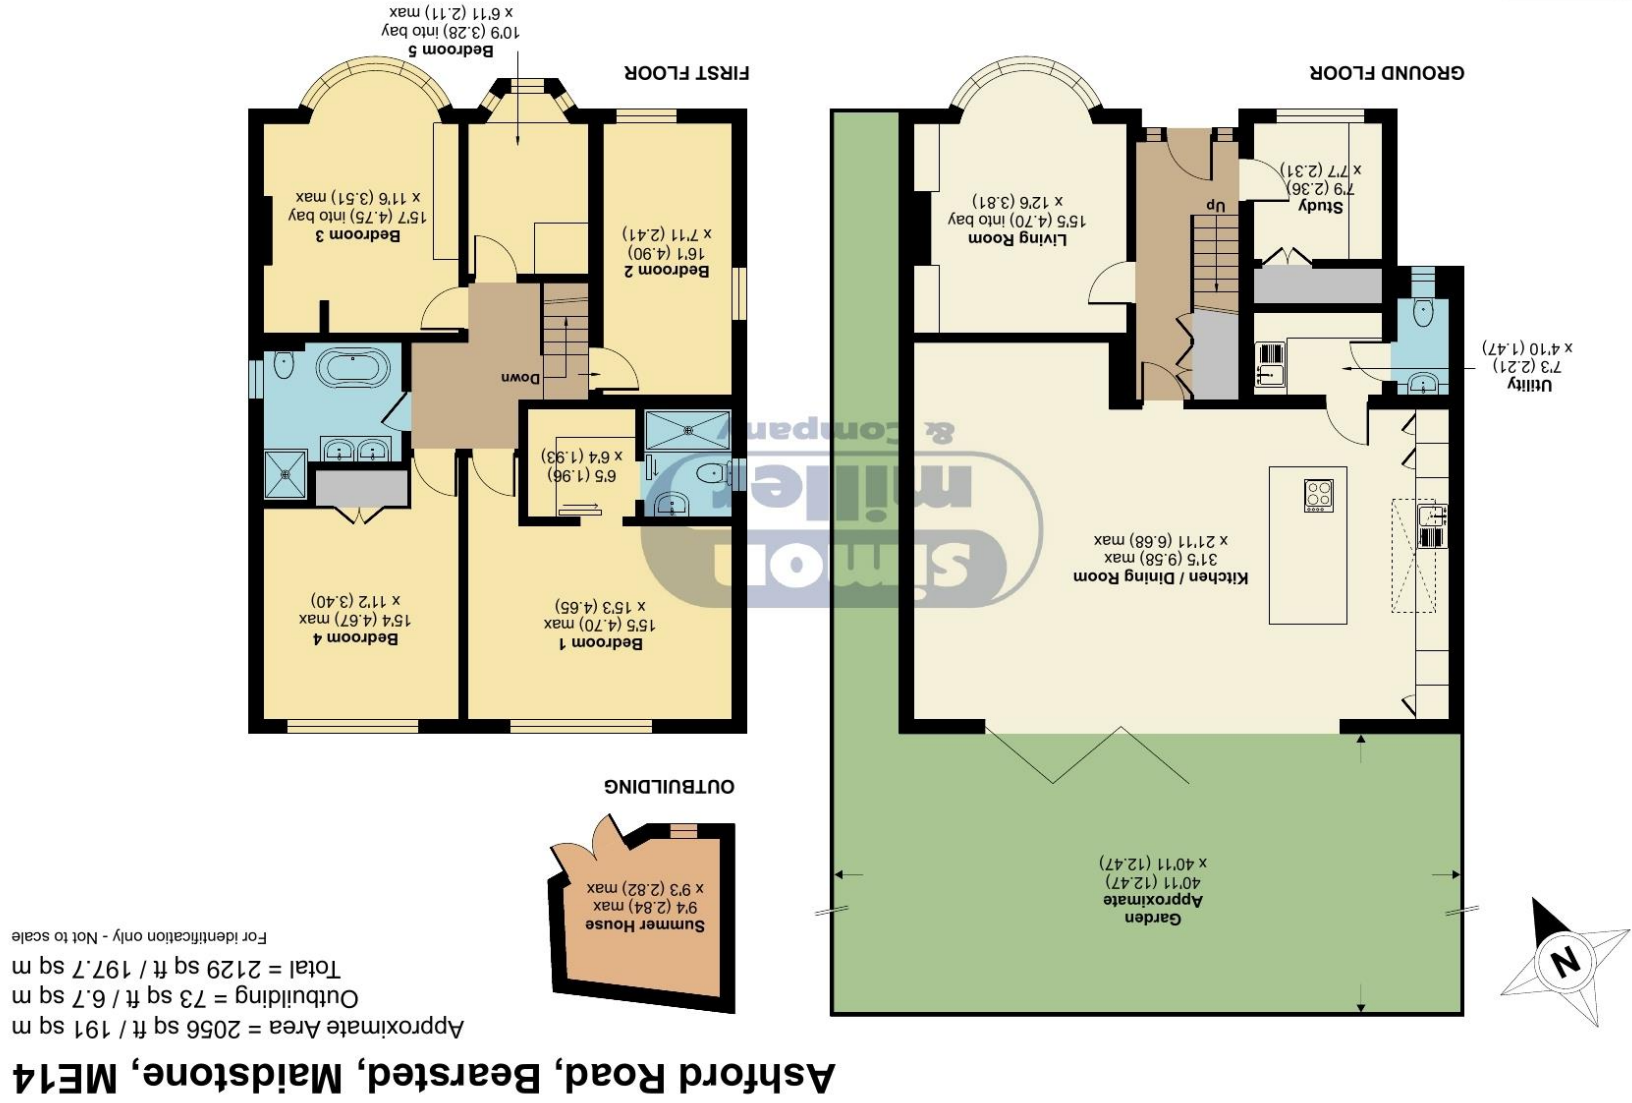 Ashford Road, Bearsted, Maidstone, ME14
Approximate Area = 2056 sq ft / 191 sq m
Outbuilding = 73 sq ft / 6.7 sq m
Total = 2129 sq ft / 197.7 sq m
For identification only - Not to scale
N
Garden
Approximate
40'11 (12.47)
x 40'11 (12.47)
Summer House
9'4 (2.84) max
x 9'3 (2.82) max
OUTBUILDING
Kitchen / Dining Room
31'5 (9.58) max
x 21'11 (6.68) max
Utility
7'3 (2.21)
x 4'10 (1.47)
Study
7'9 (2.36)
x 7'7 (2.31)
Up
Living Room
15'5 (4.70) into bay
x 12'6 (3.81)
GROUND FLOOR
Bedroom 1
15'5 (4.70) max
x 15'3 (4.65)
Bedroom 4
15'4 (4.67) max
x 11'2 (3.40)
6'5 (1.96)
x 6'4 (1.93)
Down
Bedroom 2
16'1 (4.90)
x 7'11 (2.41)
Bedroom 3
15'7 (4.75) into bay
x 11'6 (3.51) max
Bedroom 5
10'9 (3.28) into bay
x 6'11 (2.11) max
FIRST FLOOR
simon
miller
& Company